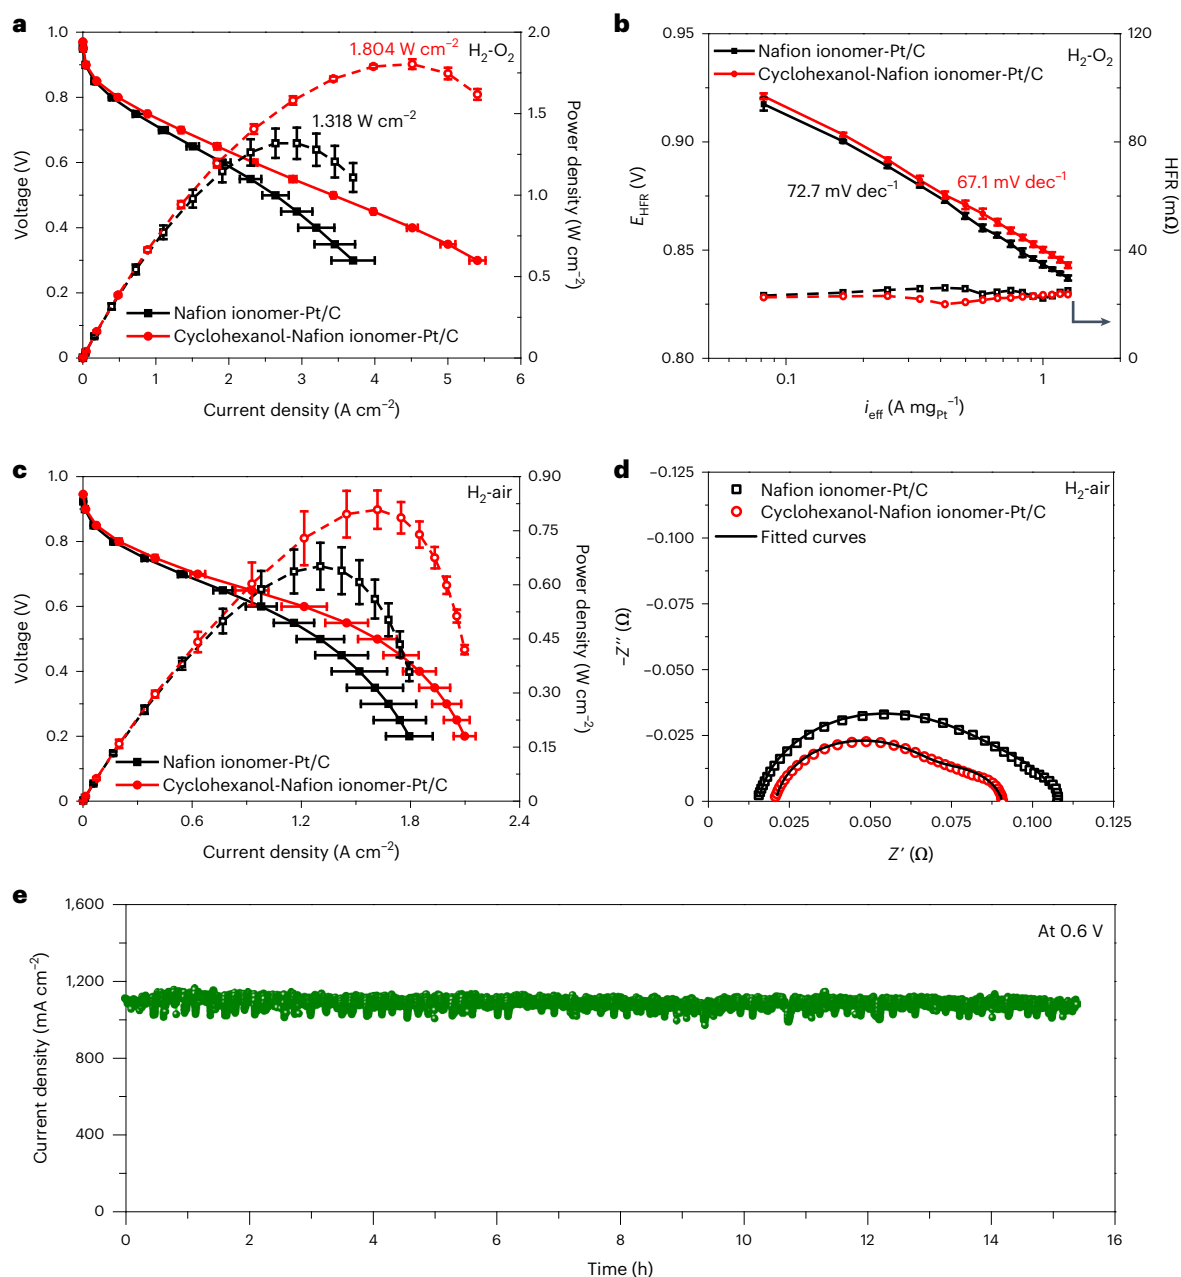 a
1.0
0.8
0.6
0.4
0.2
0
Voltage (V)
1.804 W cm⁻²
H₂-O₂
1.318 W cm⁻²
Nafion ionomer-Pt/C
Cyclohexanol-Nafion ionomer-Pt/C
2.0
1.5
1.0
0.5
0
Power density (W cm⁻²)
0 1 2 3 4 5 6
Current density (A cm⁻²)
b
0.95
0.90
0.85
0.80
E_HFR (V)
Nafion ionomer-Pt/C
Cyclohexanol-Nafion ionomer-Pt/C
H₂-O₂
72.7 mV dec⁻¹
67.1 mV dec⁻¹
120
80
40
0
HFR (mΩ)
0.1 1
i_eff (A mg_Pt⁻¹)
c
1.0
0.8
0.6
0.4
0.2
0
Voltage (V)
H₂-air
Nafion ionomer-Pt/C
Cyclohexanol-Nafion ionomer-Pt/C
0.90
0.75
0.60
0.45
0.30
0.15
0
Power density (W cm⁻²)
0 0.6 1.2 1.8 2.4
Current density (A cm⁻²)
d
−0.125
−0.100
−0.075
−0.050
−0.025
0
−Z″ (Ω)
Nafion ionomer-Pt/C
Cyclohexanol-Nafion ionomer-Pt/C
Fitted curves
H₂-air
0 0.025 0.050 0.075 0.100 0.125
Z′ (Ω)
e
1,600
1,200
800
400
0
Current density (mA cm⁻²)
At 0.6 V
0 2 4 6 8 10 12 14 16
Time (h)